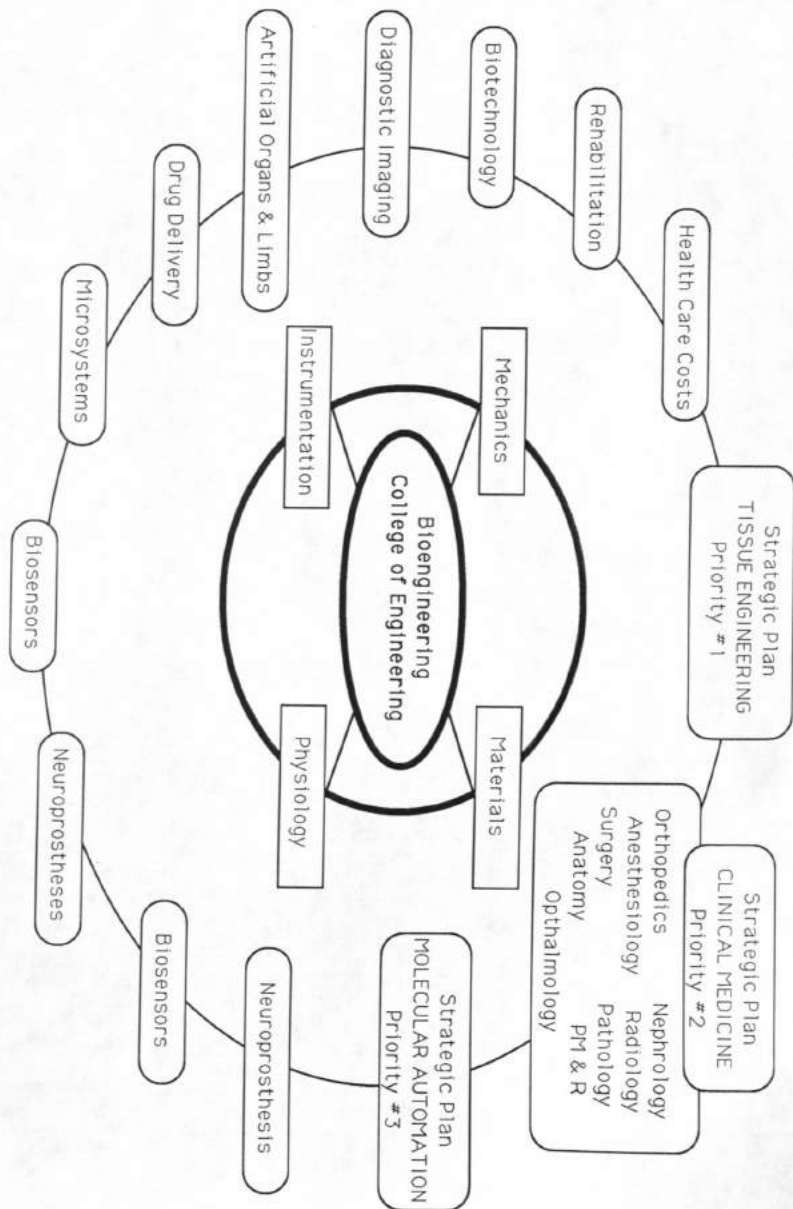 Strategic Plan
TISSUE ENGINEERING
Priority #1
Strategic Plan
CLINICAL MEDICINE
Priority #2
Orthopedics Nephrology
Anesthesiology Radiology
Surgery Pathology
Anatomy PM & R
Opthalmology
Health Care Costs
Rehabilitation
Biotechnology
Diagnostic Imaging
Artificial Organs & Limbs
Drug Delivery
Microsystems
Biosensors
Neuroprostheses
Biosensors
Neuroprosthesis
Strategic Plan
MOLECULAR AUTOMATION
Priority #3
Mechanics
Materials
Bioengineering
College of Engineering
Instrumentation
Physiology